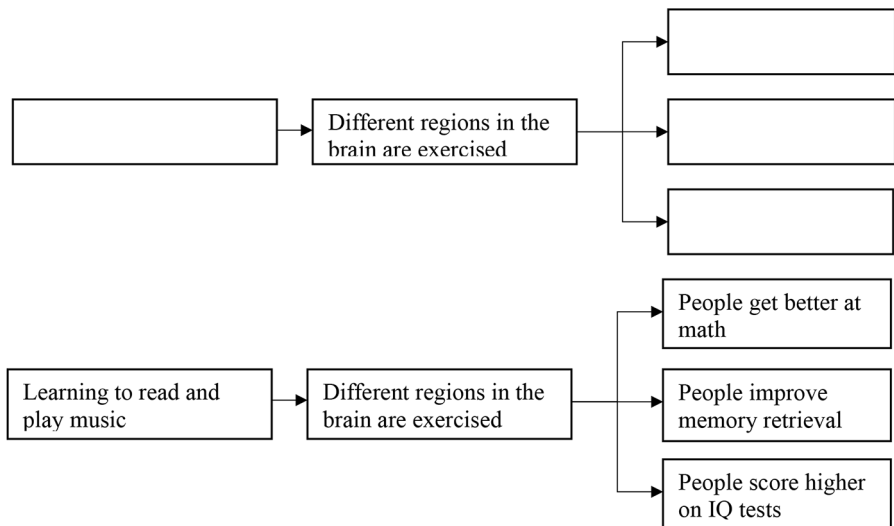 Different regions in the
brain are exercised
People get better at
math
Learning to read and
play music
Different regions in the
brain are exercised
People improve
memory retrieval
People score higher
on IQ tests